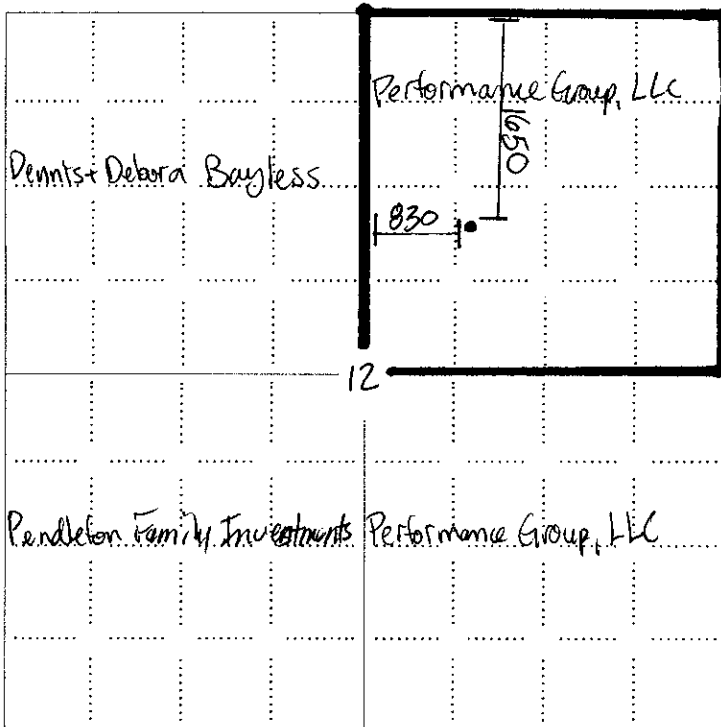 Performance Group, LLC
1650
Dennis + Debora Bayless
830
12
Pendleton Family Investments
Performance Group, LLC